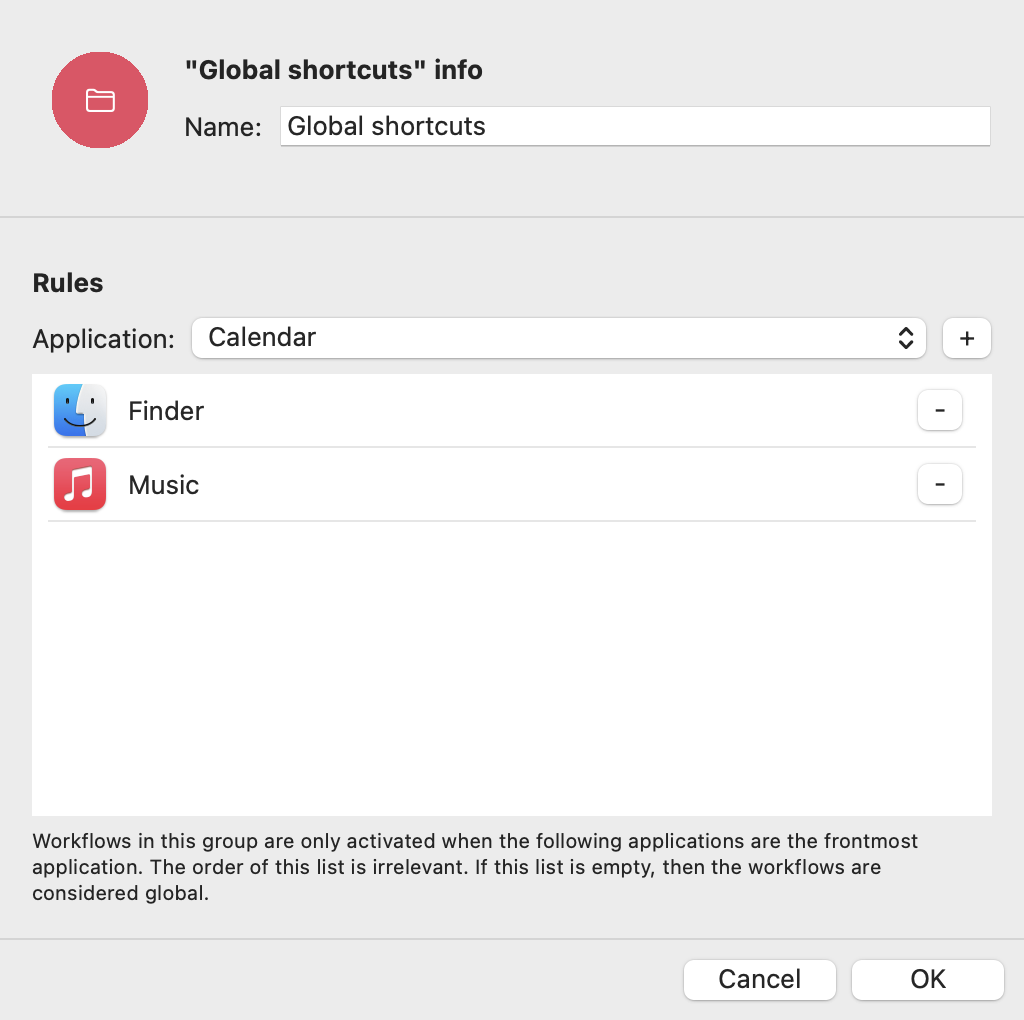 "Global shortcuts" info
Name: Global shortcuts
Rules
Application: Calendar +
Finder -
Music -
Workflows in this group are only activated when the following applications are the frontmost
application. The order of this list is irrelevant. If this list is empty, then the workflows are
considered global.
Cancel OK